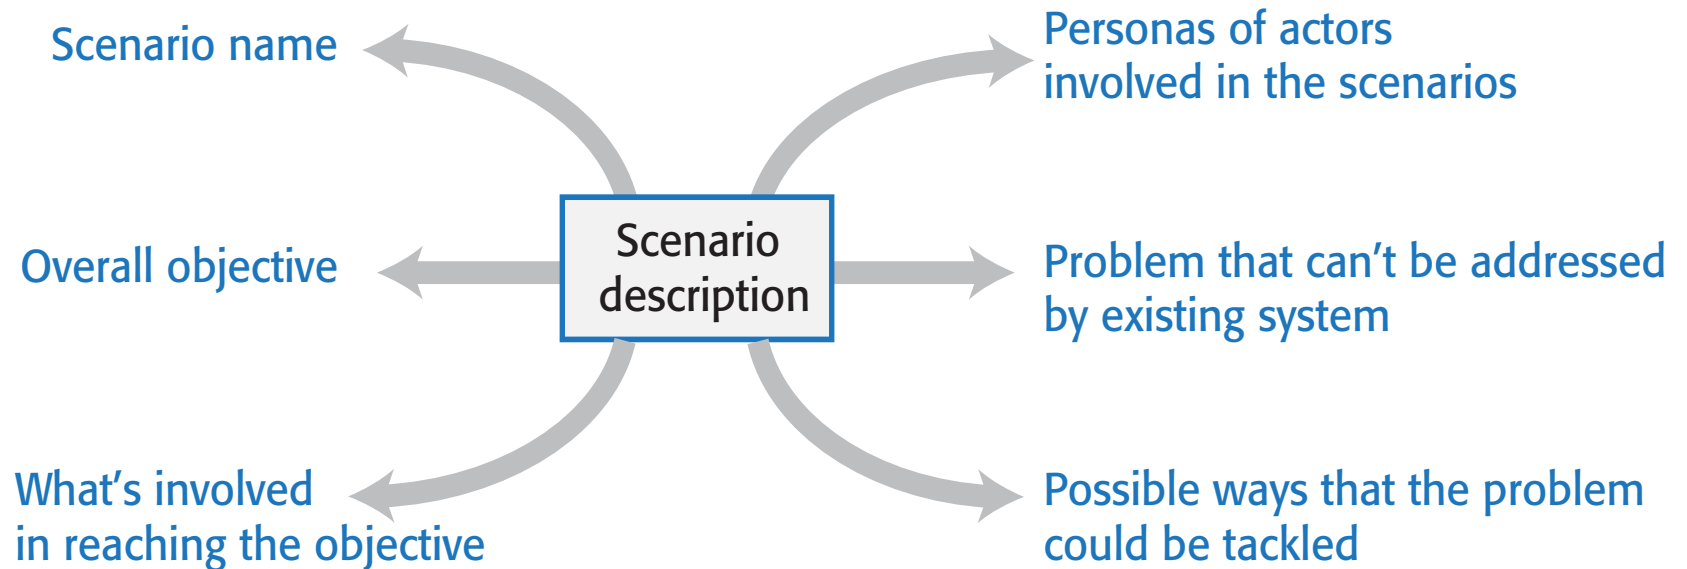 Scenario name
Personas of actors
involved in the scenarios
Overall objective
Scenario
description
Problem that can’t be addressed
by existing system
What’s involved
in reaching the objective
Possible ways that the problem
could be tackled